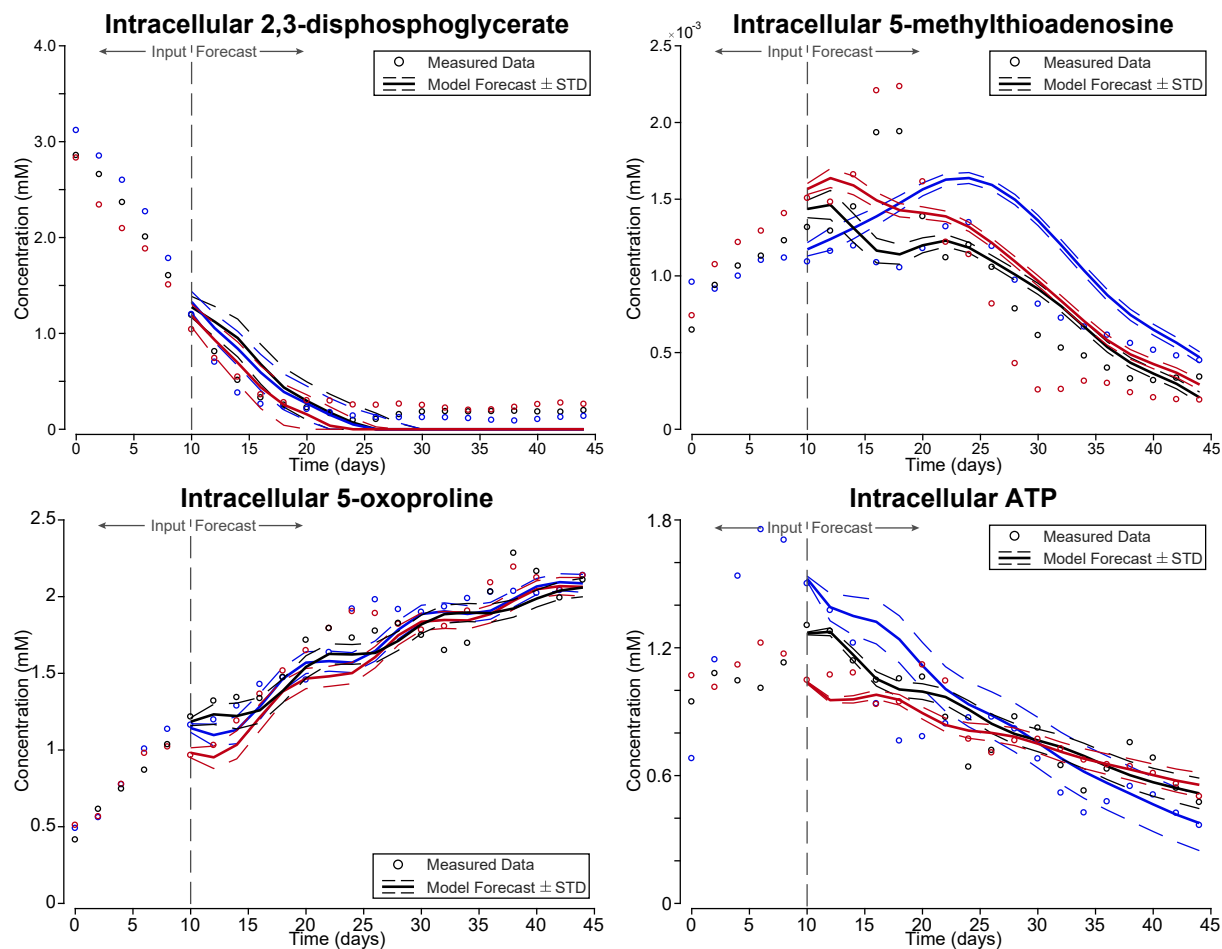 Intracellular 2,3-disphosphoglycerate
Input Forecast
Measured Data
Model Forecast ± STD
Concentration (mM)
4.0
3.0
2.0
1.0
0
0 5 10 15 20 25 30 35 40 45
Time (days)
Intracellular 5-methylthioadenosine
×10⁻³
Input Forecast
Measured Data
Model Forecast ± STD
Concentration (mM)
2.5
2.0
1.5
1.0
0.5
0
0 5 10 15 20 25 30 35 40 45
Time (days)
Intracellular 5-oxoproline
Input Forecast
Measured Data
Model Forecast ± STD
Concentration (mM)
2.5
2
1.5
1
0.5
0
0 5 10 15 20 25 30 35 40 45
Time (days)
Intracellular ATP
Input Forecast
Measured Data
Model Forecast ± STD
Concentration (mM)
1.8
1.2
0.6
0
0 5 10 15 20 25 30 35 40 45
Time (days)